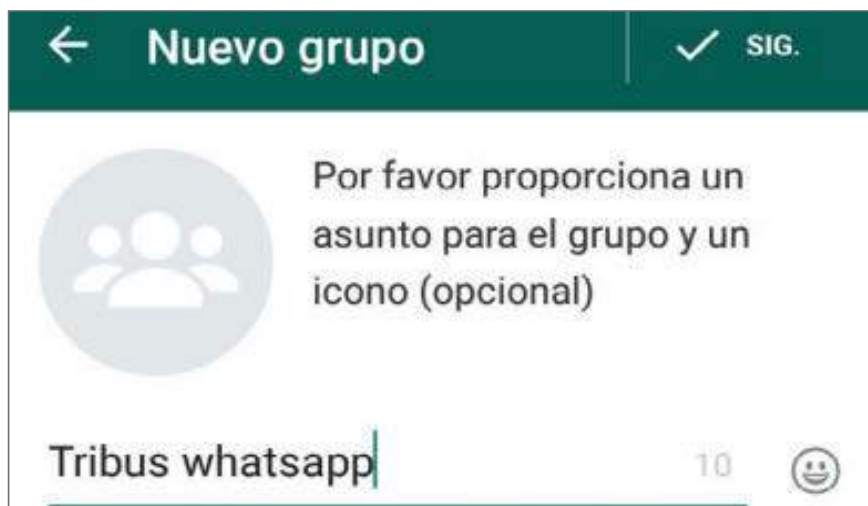 Nuevo grupo
SIG.
Por favor proporciona un
asunto para el grupo y un
icono (opcional)
Tribus whatsapp
10